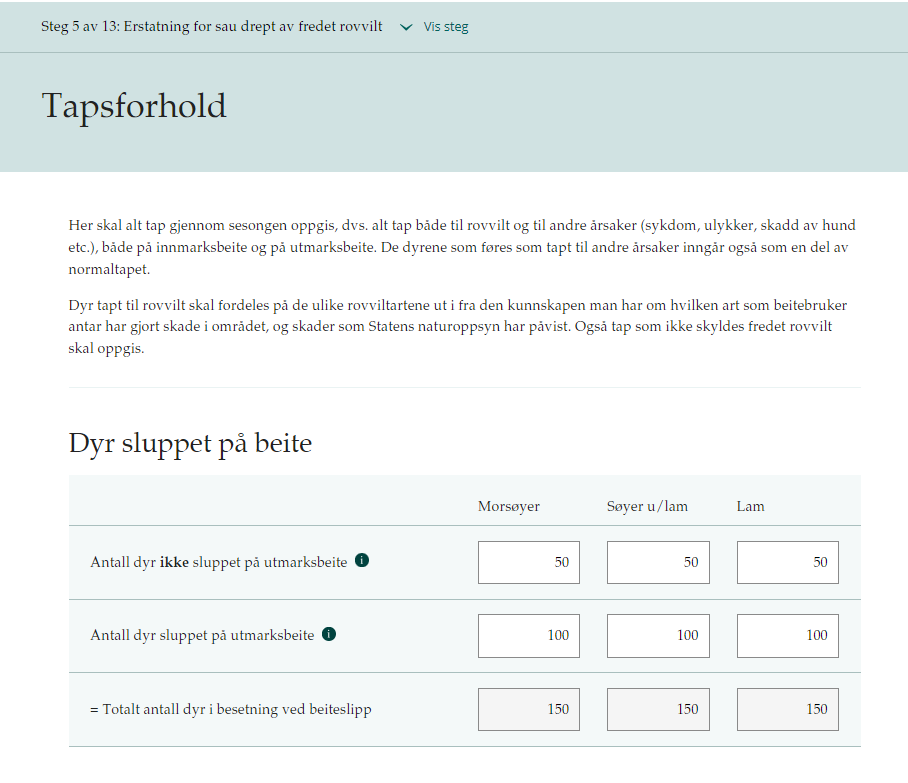 Steg 5 av 13: Erstatning for sau drept av fredet rovvilt Vis steg
Tapsforhold
Her skal alt tap gjennom sesongen oppgis, dvs. alt tap både til rovvilt og til andre årsaker (sykdom, ulykker, skadd av hund
etc.), både på innmarksbeite og på utmarksbeite. De dyrene som føres som tapt til andre årsaker inngår også som en del av
normaltapet.
Dyr tapt til rovvilt skal fordeles på de ulike rovviltartene ut i fra den kunnskapen man har om hvilken art som beitebruker
antar har gjort skade i området, og skader som Statens naturoppsyn har påvist. Også tap som ikke skyldes fredet rovvilt
skal oppgis.
Dyr sluppet på beite
Morsøyer Søyer u/lam Lam
Antall dyr ikke sluppet på utmarksbeite i 50 50 50
Antall dyr sluppet på utmarksbeite i 100 100 100
= Totalt antall dyr i besetning ved beiteslipp 150 150 150